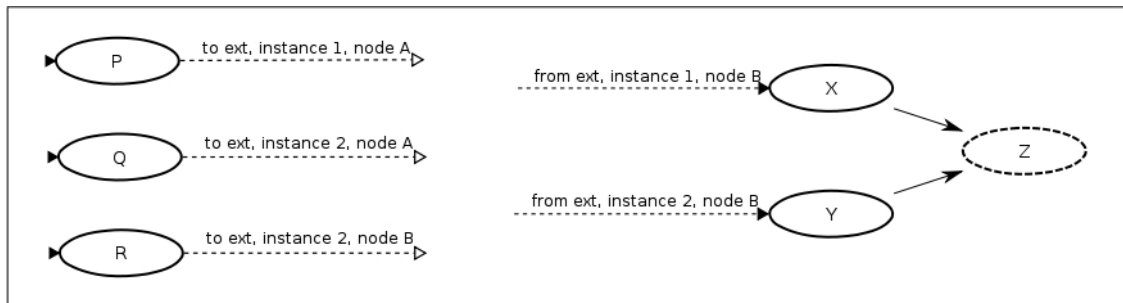 P
to ext, instance 1, node A
Q
to ext, instance 2, node A
R
to ext, instance 2, node B
from ext, instance 1, node B
X
Z
from ext, instance 2, node B
Y